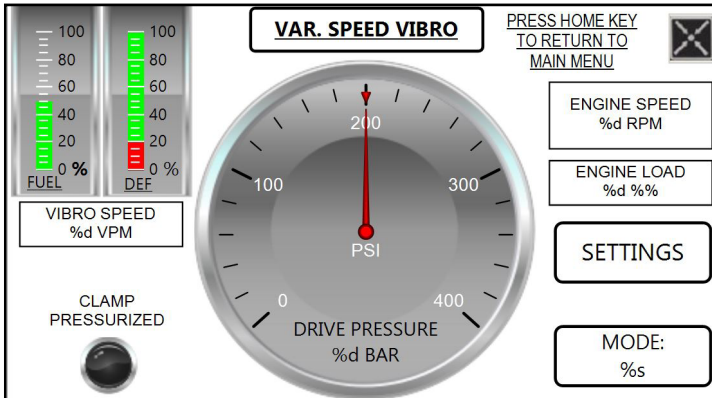 100
80
60
40
20
0 %
FUEL
100
80
60
40
20
0 %
DEF
VAR. SPEED VIBRO
PRESS HOME KEY
TO RETURN TO
MAIN MENU
ENGINE SPEED
%d RPM
ENGINE LOAD
%d %%
VIBRO SPEED
%d VPM
CLAMP
PRESSURIZED
0
100
200
300
400
PSI
DRIVE PRESSURE
%d BAR
SETTINGS
MODE:
%s